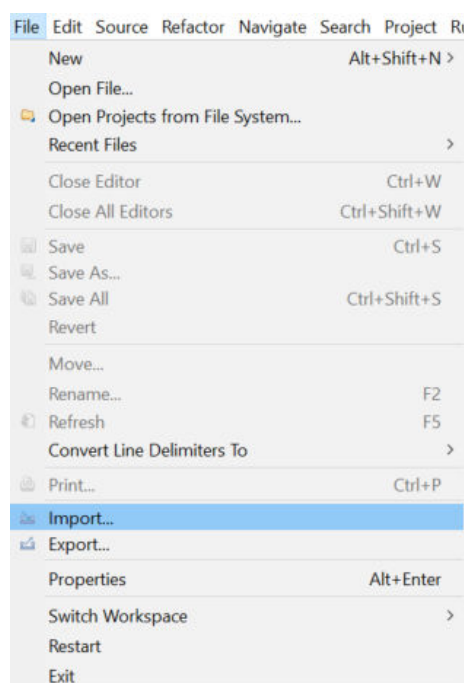 File Edit Source Refactor Navigate Search Project
New Alt+Shift+N >
Open File...
Open Projects from File System...
Recent Files >
Close Editor Ctrl+W
Close All Editors Ctrl+Shift+W
Save Ctrl+S
Save As...
Save All Ctrl+Shift+S
Revert
Move...
Rename... F2
Refresh F5
Convert Line Delimiters To >
Print... Ctrl+P
Import...
Export...
Properties Alt+Enter
Switch Workspace >
Restart
Exit